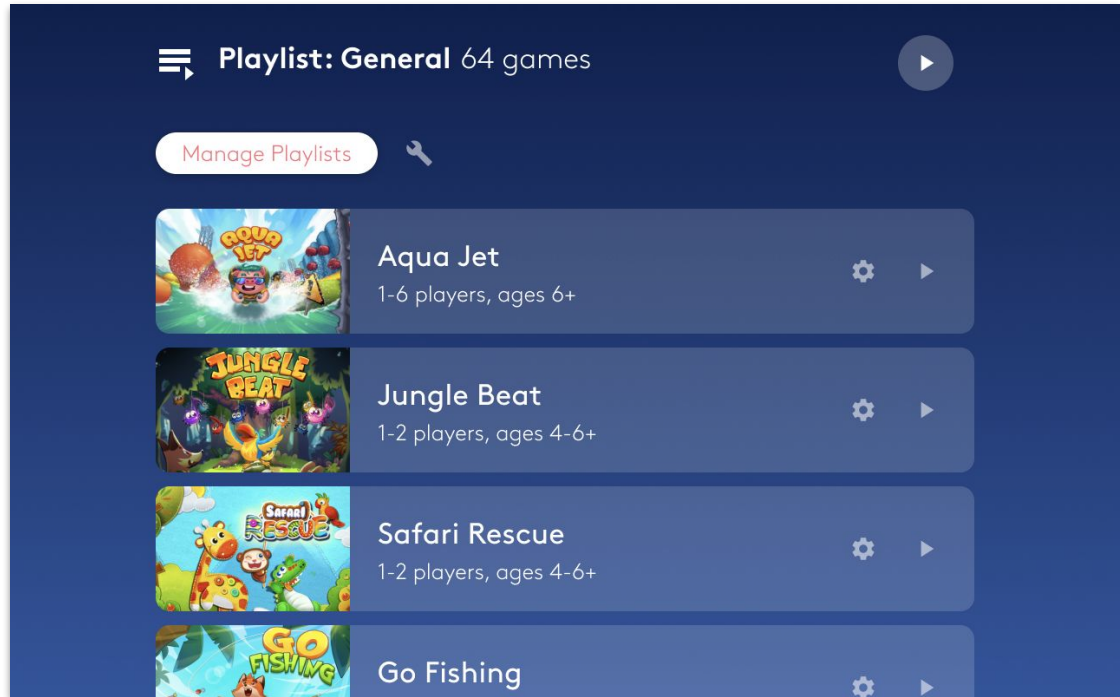 Playlist: General 64 games
Manage Playlists
AQUA
JET
Aqua Jet
1-6 players, ages 6+
JUNGLE
BEAT
Jungle Beat
1-2 players, ages 4-6+
SAFARI
RESCUE
Safari Rescue
1-2 players, ages 4-6+
GO
FISHING
Go Fishing